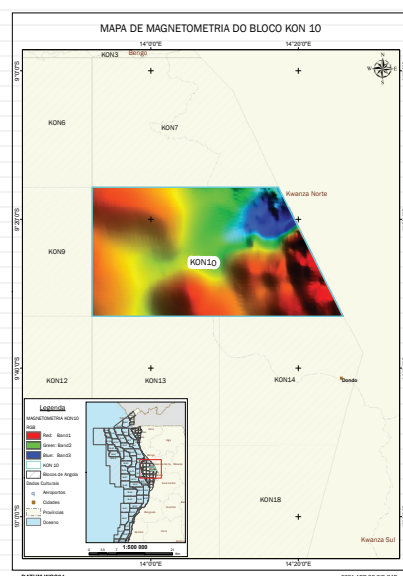 MAPA DE MAGNETOMETRIA DO BLOCO KON 10
14°0'0"E 14°20'0"E
KON3 Bengo
N
W E
S
9°0'0"S
KON6
KON7
Kwanza Norte
9°20'0"S
KON9
KON10
9°40'0"S
KON12
KON13
KON14
Dondo
Legenda
MAGNETOMETRIA KON10
RGB
Red: Band1
Green: Band2
Blue: Band3
KON 10
Blocos de Angola
Dados Culturais
Aeroportos
Cidades
Províncias
Oceano
KON18
10°0'0"S
Kwanza Sul
1:500 000
14°0'0"E 14°20'0"E